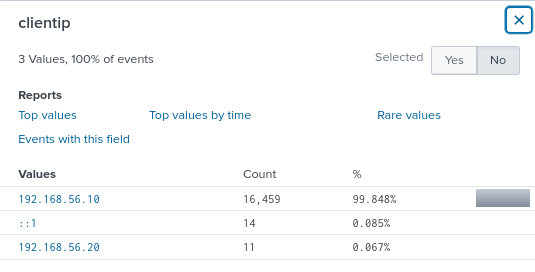 clientip
3 Values, 100% of events
Selected Yes No
Reports
Top values Top values by time Rare values
Events with this field
Values Count %
192.168.56.10 16,459 99.848%
::1 14 0.085%
192.168.56.20 11 0.067%